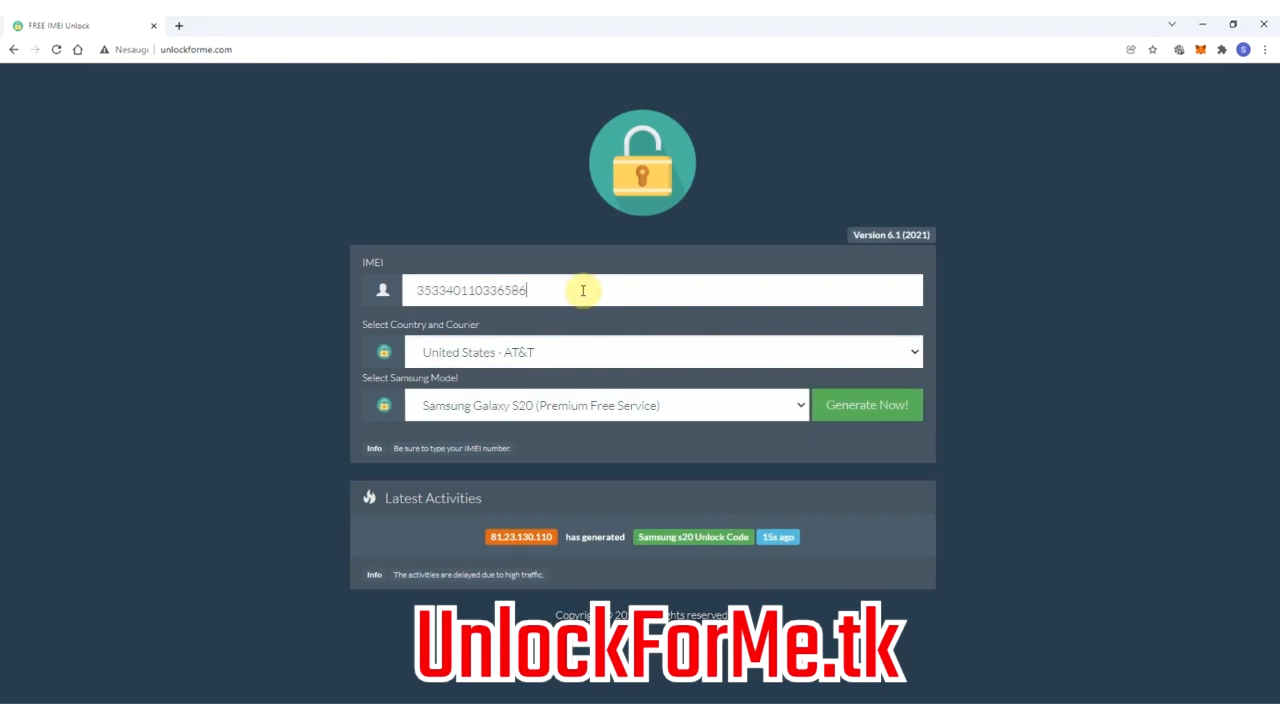 FREE IMEI Unlock
Nesaugi | unlockforme.com
S
Version 6.1 (2021)
IMEI
353340110336586
Select Country and Courier
United States - AT&T
Select Samsung Model
Samsung Galaxy S20 (Premium Free Service)
Generate Now!
Info Be sure to type your IMEI number.
Latest Activities
81.23.130.110 has generated Samsung s20 Unlock Code 15s ago
Info The activities are delayed due to high traffic.
reserved
UnlockForMe.tk